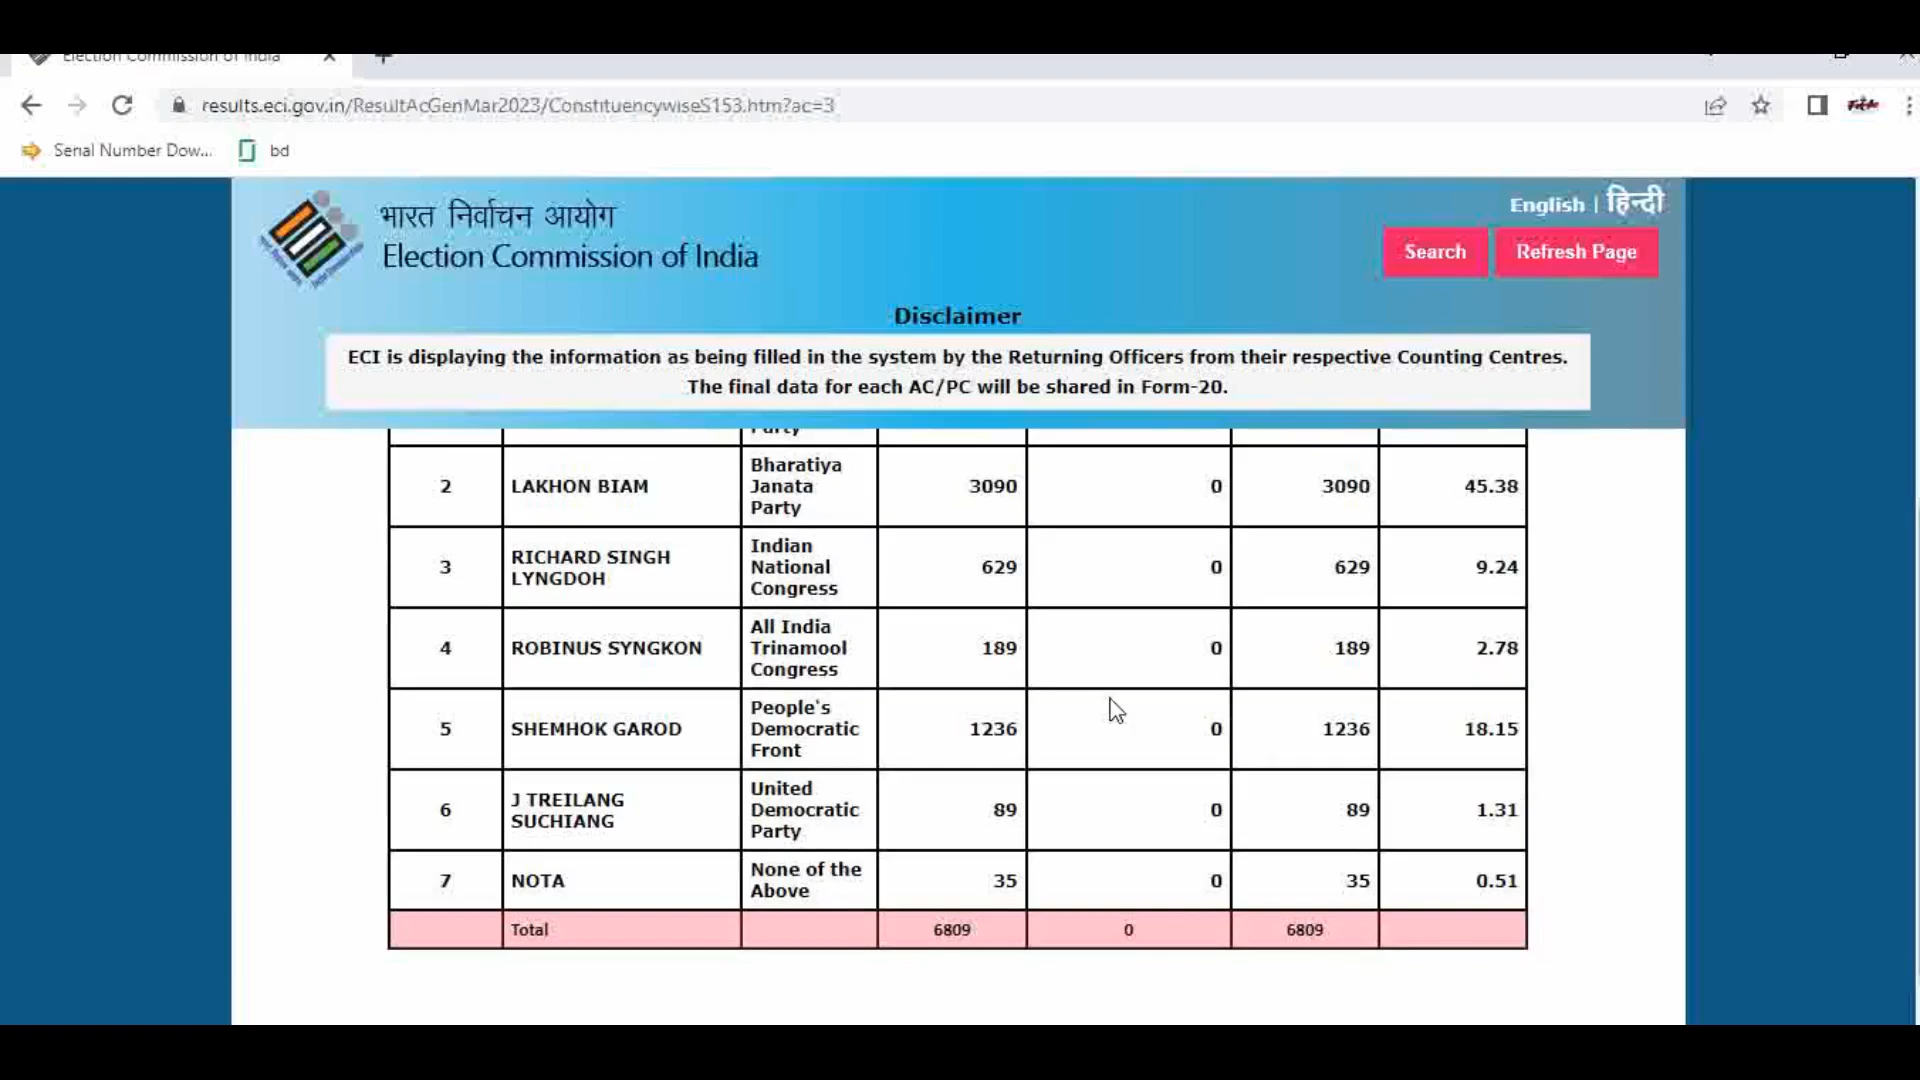 Election Commission of India
results.eci.gov.in/ResultAcGenMar2023/ConstituencywiseS153.htm?ac=3
Serial Number Dow... bd
भारत निर्वाचन आयोग
Election Commission of India
English | हिन्दी
Search Refresh Page
Disclaimer
ECI is displaying the information as being filled in the system by the Returning Officers from their respective Counting Centres.
The final data for each AC/PC will be shared in Form-20.
Party
2 LAKHON BIAM Bharatiya Janata Party 3090 0 3090 45.38
3 RICHARD SINGH LYNGDOH Indian National Congress 629 0 629 9.24
4 ROBINUS SYNGKON All India Trinamool Congress 189 0 189 2.78
5 SHEMHOK GAROD People's Democratic Front 1236 0 1236 18.15
6 J TREILANG SUCHIANG United Democratic Party 89 0 89 1.31
7 NOTA None of the Above 35 0 35 0.51
Total 6809 0 6809